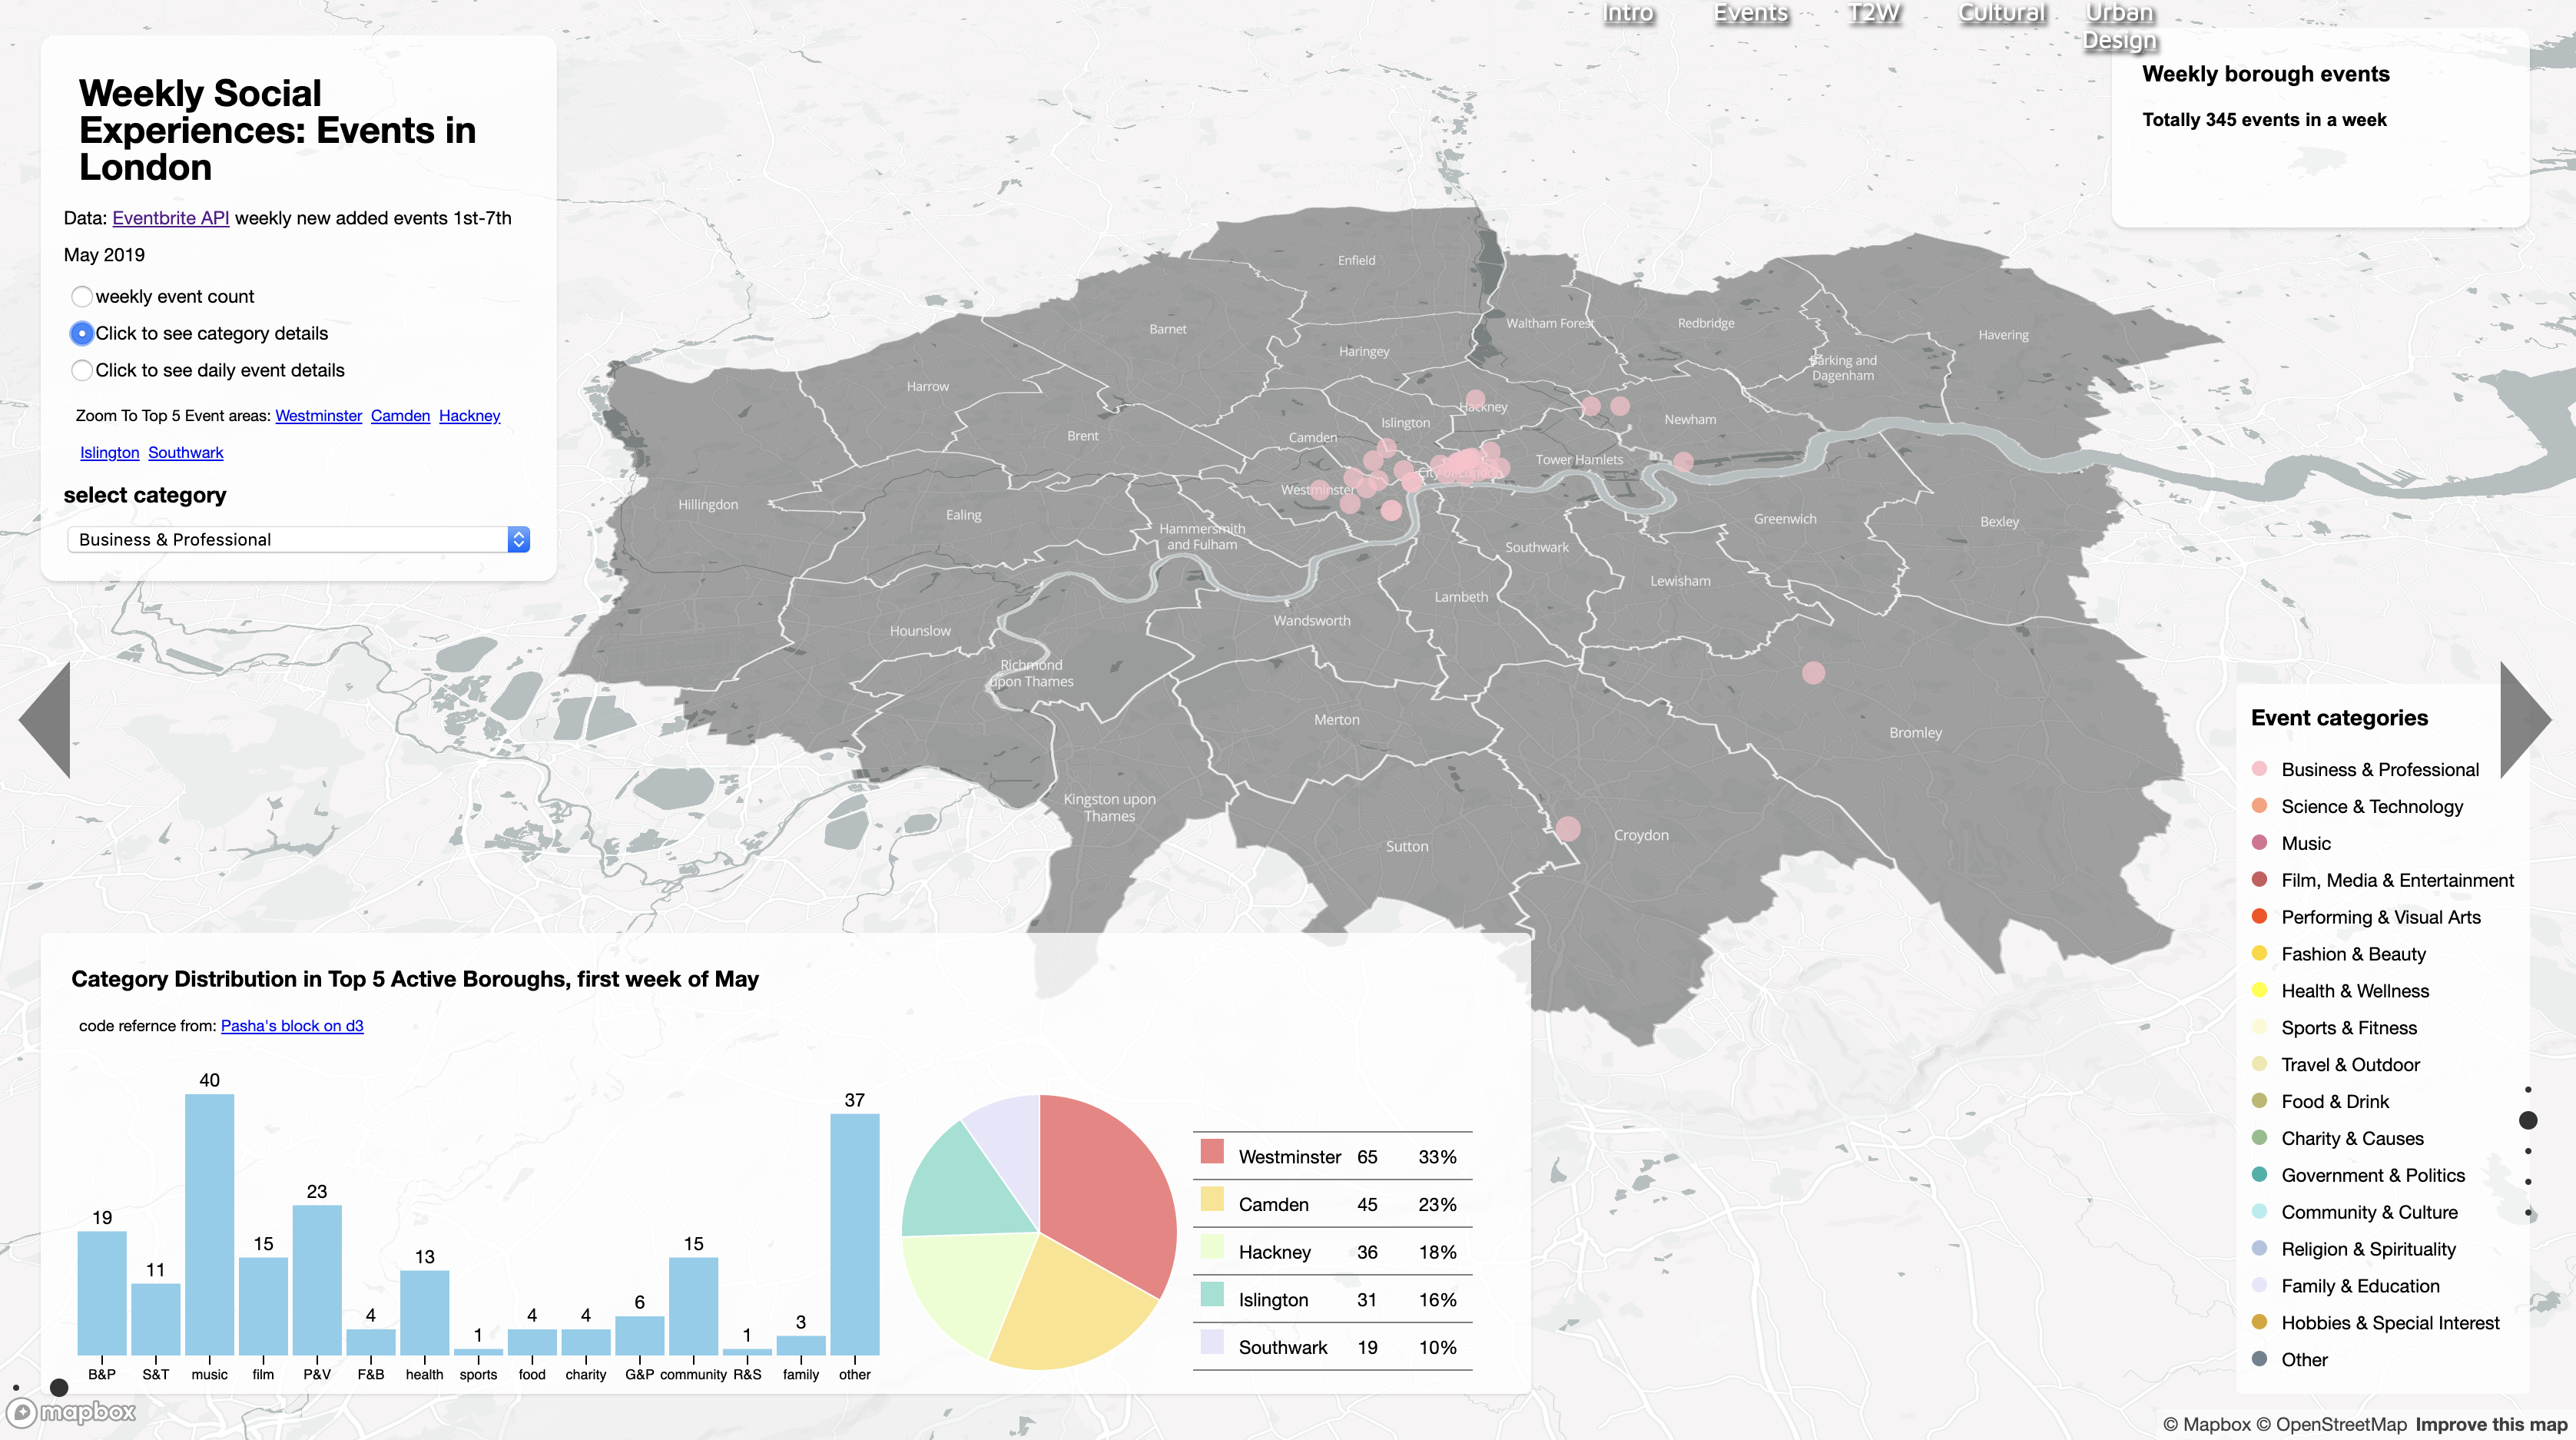 Intro Events T2W Cultural Urban
Design
Weekly Social
Experiences: Events in
London
Data: Eventbrite API weekly new added events 1st-7th
May 2019
weekly event count
Click to see category details
Click to see daily event details
Zoom To Top 5 Event areas: Westminster Camden Hackney
Islington Southwark
select category
Business & Professional
Weekly borough events
Totally 345 events in a week
Enfield
Barnet
Waltham Forest
Redbridge
Havering
Haringey
Barking and
Dagenham
Harrow
Hackney
Islington
Newham
Brent
Camden
Tower Hamlets
Westminster
Hillingdon
Ealing
Hammersmith
and Fulham
Greenwich
Bexley
Southwark
Lewisham
Lambeth
Wandsworth
Hounslow
Richmond
upon Thames
Merton
Bromley
Kingston upon
Thames
Sutton
Croydon
Event categories
Business & Professional
Science & Technology
Music
Film, Media & Entertainment
Performing & Visual Arts
Fashion & Beauty
Health & Wellness
Sports & Fitness
Travel & Outdoor
Food & Drink
Charity & Causes
Government & Politics
Community & Culture
Religion & Spirituality
Family & Education
Hobbies & Special Interest
Other
Category Distribution in Top 5 Active Boroughs, first week of May
code refernce from: Pasha's block on d3
19 11 40 15 23 4 13 1 4 4 6 15 1 3 37
B&P S&T music film P&V F&B health sports food charity G&P community R&S family other
Westminster 65 33%
Camden 45 23%
Hackney 36 18%
Islington 31 16%
Southwark 19 10%
mapbox
© Mapbox © OpenStreetMap Improve this map